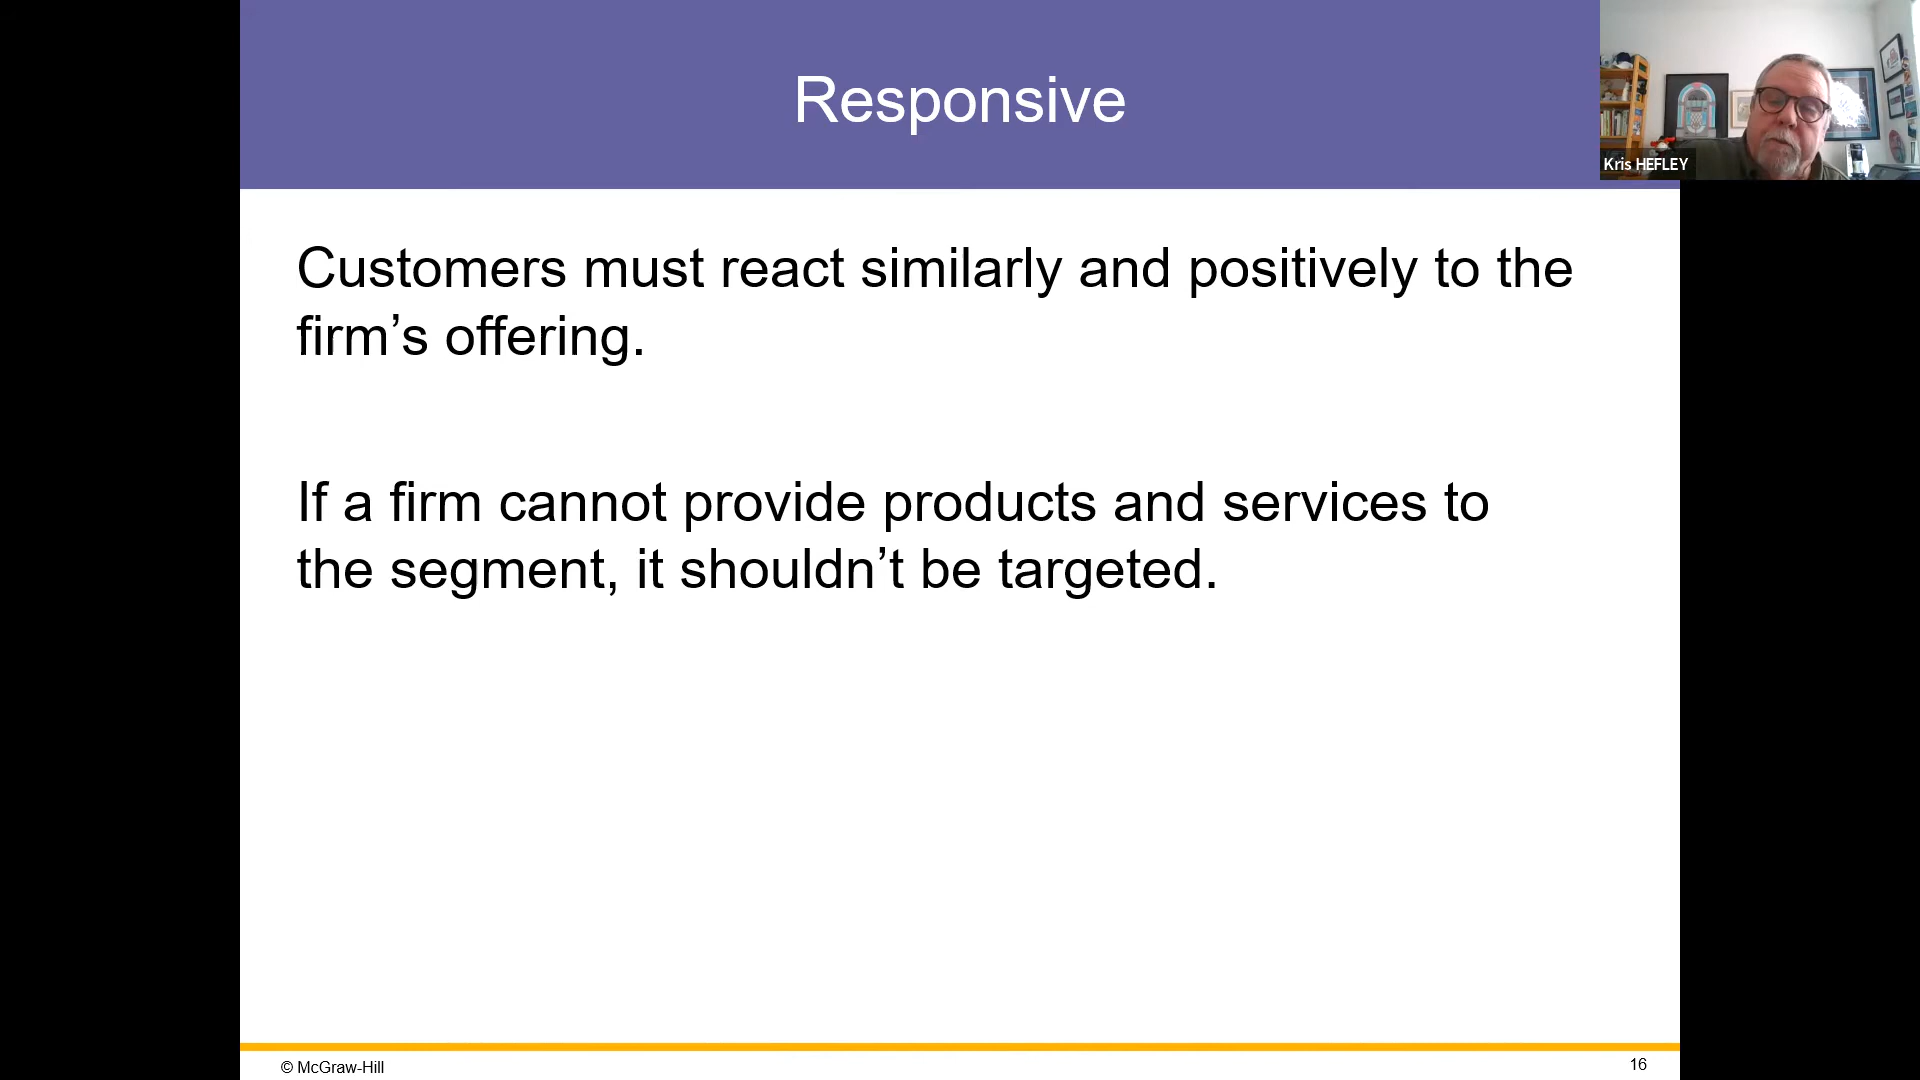 Responsive
Kris HEFLEY
Customers must react similarly and positively to the
firm’s offering.
If a firm cannot provide products and services to
the segment, it shouldn’t be targeted.
© McGraw-Hill
16